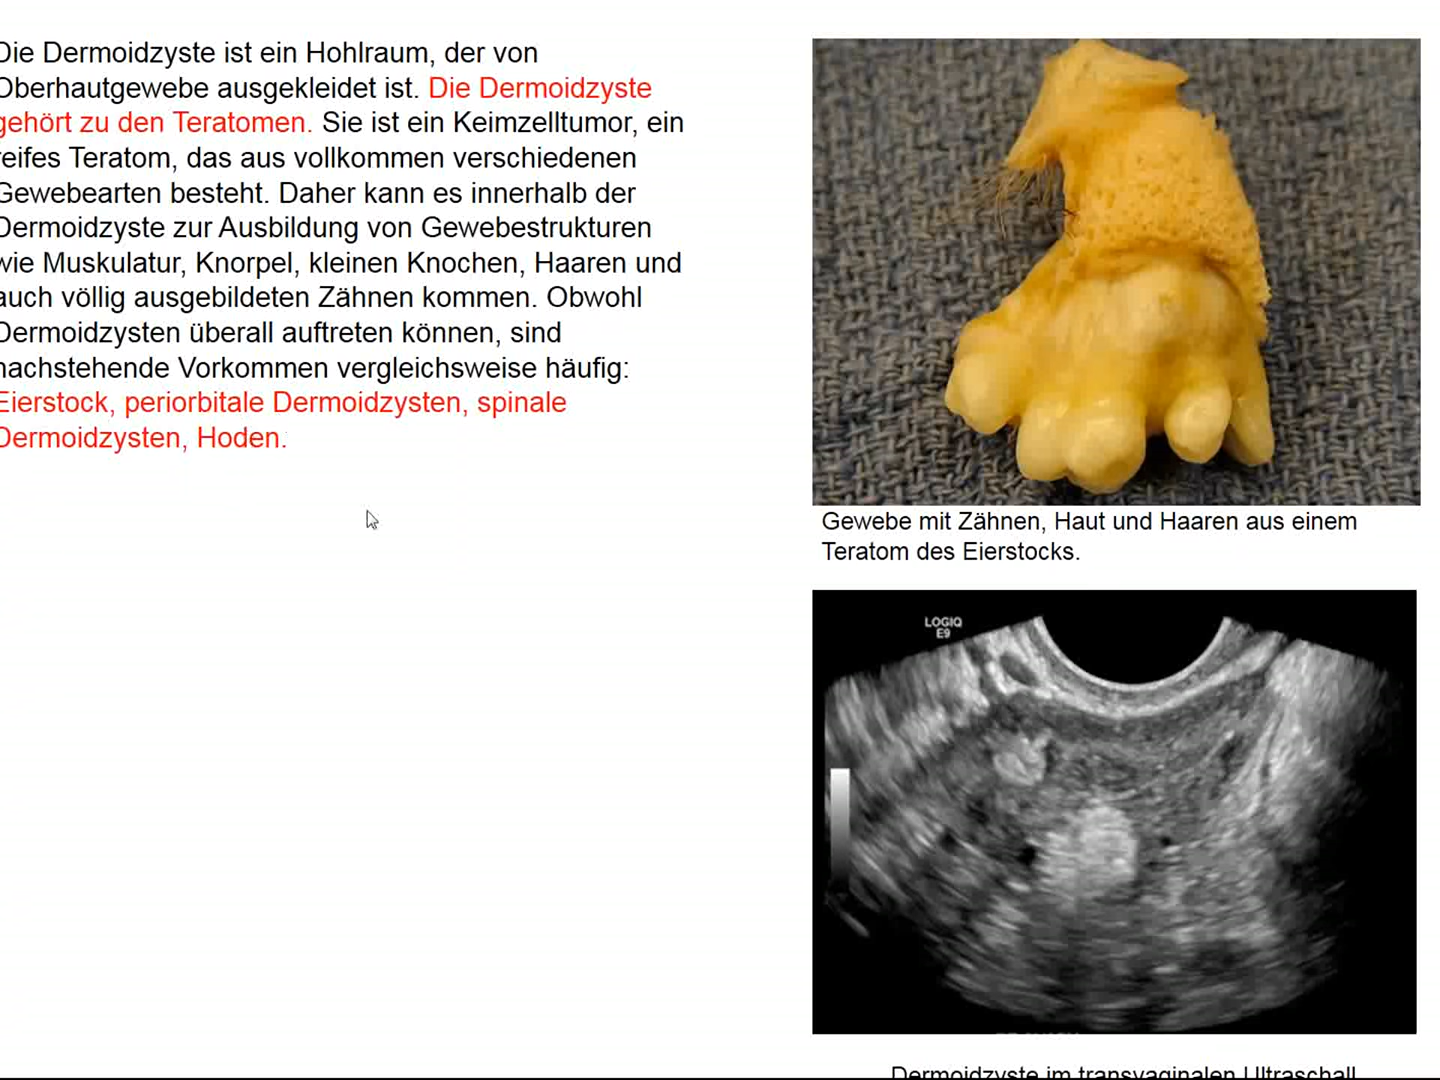 Die Dermoidzyste ist ein Hohlraum, der von
Oberhautgewebe ausgekleidet ist. Die Dermoidzyste
gehört zu den Teratomen. Sie ist ein Keimzelltumor, ein
reifes Teratom, das aus vollkommen verschiedenen
Gewebearten besteht. Daher kann es innerhalb der
Dermoidzyste zur Ausbildung von Gewebestrukturen
wie Muskulatur, Knorpel, kleinen Knochen, Haaren und
auch völlig ausgebildeten Zähnen kommen. Obwohl
Dermoidzysten überall auftreten können, sind
nachstehende Vorkommen vergleichsweise häufig:
Eierstock, periorbitale Dermoidzysten, spinale
Dermoidzysten, Hoden.
Gewebe mit Zähnen, Haut und Haaren aus einem
Teratom des Eierstocks.
LOGIQ
E9
Dermoidzyste im transvaginalen Ultraschall